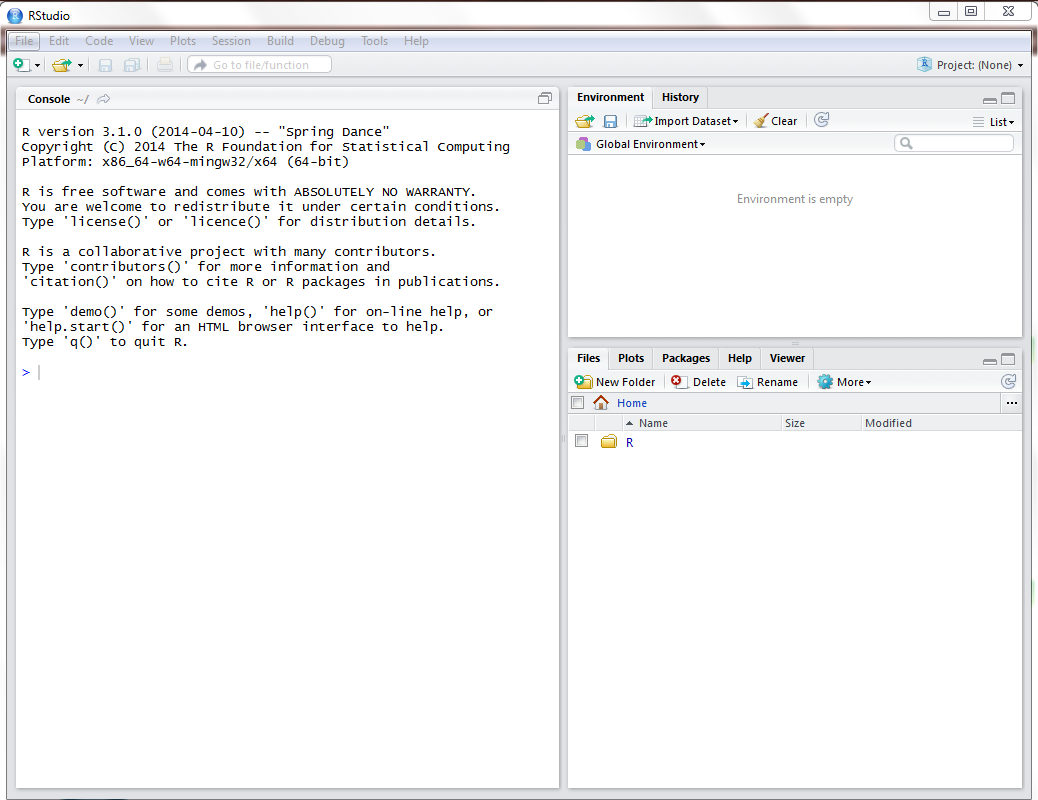 RStudio
File Edit Code View Plots Session Build Debug Tools Help
Go to file/function
Project: (None)
Console ~/
R version 3.1.0 (2014-04-10) -- "Spring Dance"
Copyright (C) 2014 The R Foundation for Statistical Computing
Platform: x86_64-w64-mingw32/x64 (64-bit)
R is free software and comes with ABSOLUTELY NO WARRANTY.
You are welcome to redistribute it under certain conditions.
Type 'license()' or 'licence()' for distribution details.
R is a collaborative project with many contributors.
Type 'contributors()' for more information and
'citation()' on how to cite R or R packages in publications.
Type 'demo()' for some demos, 'help()' for on-line help, or
'help.start()' for an HTML browser interface to help.
Type 'q()' to quit R.
>
Environment History
Import Dataset Clear
List
Global Environment
Environment is empty
Files Plots Packages Help Viewer
New Folder Delete Rename More
Home ...
Name Size Modified
R